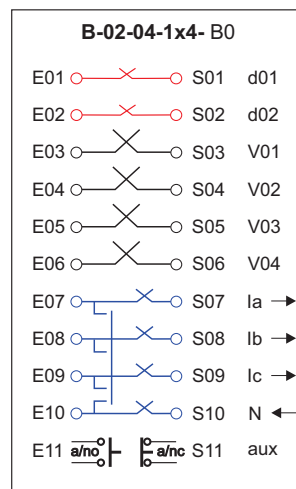 B-02-04-1x4- B0
E01 S01 d01
E02 S02 d02
E03 S03 V01
E04 S04 V02
E05 S05 V03
E06 S06 V04
E07 S07 Ia →
E08 S08 Ib →
E09 S09 Ic →
E10 S10 N ←
E11 a/no a/nc S11 aux